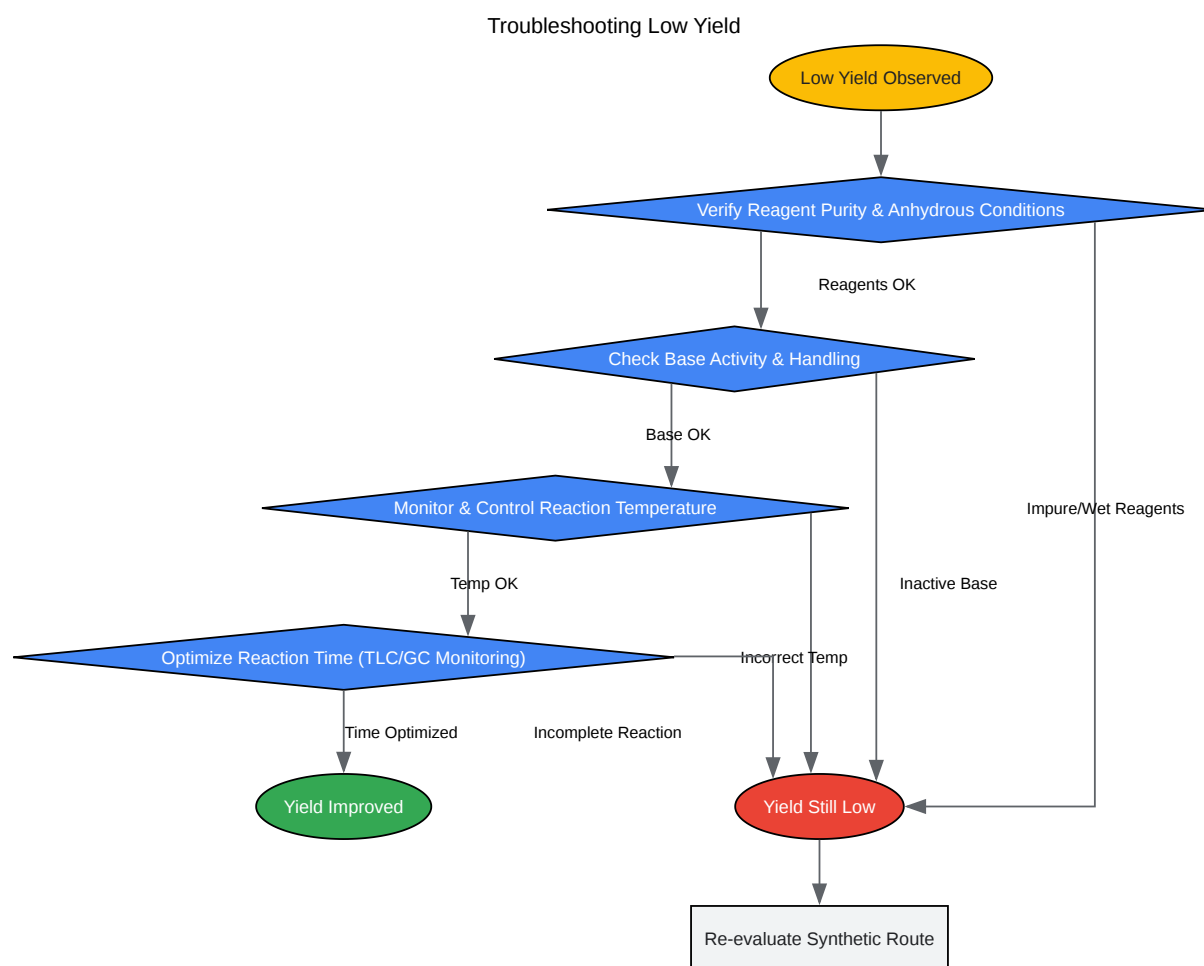 Troubleshooting Low Yield
Low Yield Observed
Verify Reagent Purity & Anhydrous Conditions
Reagents OK
Check Base Activity & Handling
Base OK
Monitor & Control Reaction Temperature
Impure/Wet Reagents
Temp OK
Inactive Base
Optimize Reaction Time (TLC/GC Monitoring)
Incorrect Temp
Time Optimized
Incomplete Reaction
Yield Improved
Yield Still Low
Re-evaluate Synthetic Route